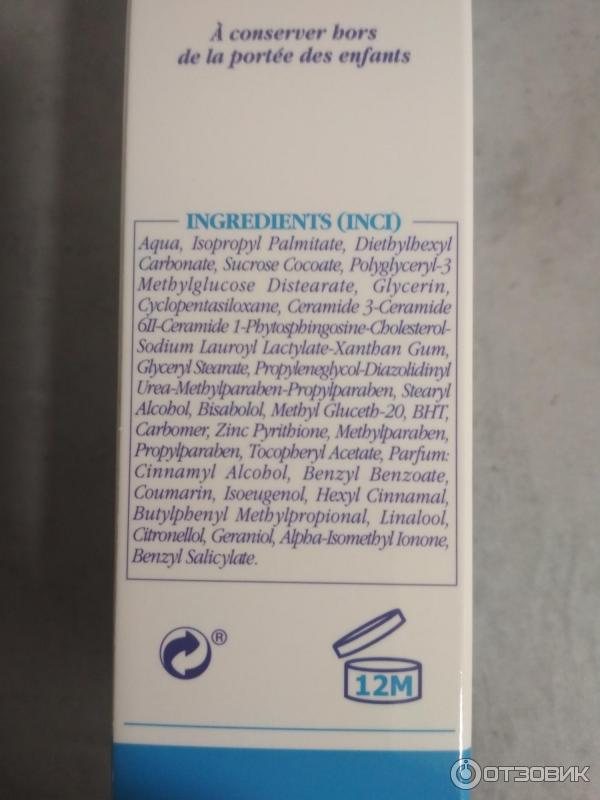 À conserver hors
de la portée des enfants
INGREDIENTS (INCI)
Aqua, Isopropyl Palmitate, Diethylhexyl
Carbonate, Sucrose Cocoate, Polyglyceryl-3
Methylglucose Distearate, Glycerin,
Cyclopentasiloxane, Ceramide 3-Ceramide
6II-Ceramide 1-Phytosphingosine-Cholesterol-
Sodium Lauroyl Lactylate-Xanthan Gum,
Glyceryl Stearate, Propyleneglycol-Diazolidinyl
Urea-Methylparaben-Propylparaben, Stearyl
Alcohol, Bisabolol, Methyl Gluceth-20, BHT,
Carbomer, Zinc Pyrithione, Methylparaben,
Propylparaben, Tocopheryl Acetate, Parfum:
Cinnamyl Alcohol, Benzyl Benzoate,
Coumarin, Isoeugenol, Hexyl Cinnamal,
Butylphenyl Methylpropional, Linalool,
Citronellol, Geraniol, Alpha-Isomethyl Ionone,
Benzyl Salicylate.
®
12M
ОТЗОВИК